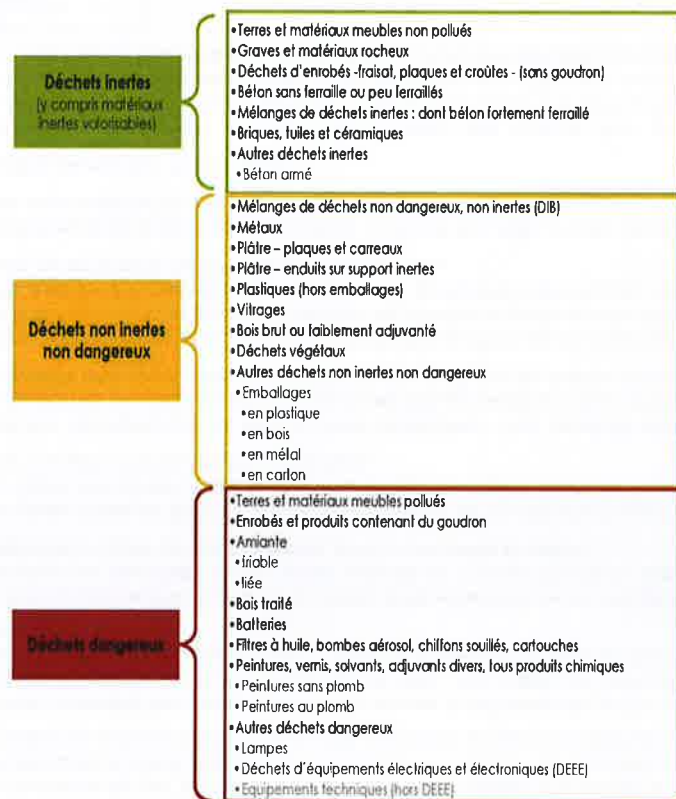 Déchets inertes
(y compris matériaux
inertes valorisables)
•Terres et matériaux meubles non pollués
•Graves et matériaux rocheux
•Déchets d'enrobés -fraisat, plaques et croûtes - (sans goudron)
•Béton sans ferraille ou peu ferraillés
•Mélanges de déchets inertes : dont béton fortement ferraillé
•Briques, tuiles et céramiques
•Autres déchets inertes
•Béton armé
Déchets non inertes
non dangereux
•Mélanges de déchets non dangereux, non inertes (DIB)
•Métaux
•Plâtre – plaques et carreaux
•Plâtre – enduits sur support inertes
•Plastiques (hors emballages)
•Vitrages
•Bois brut ou faiblement adjuvanté
•Déchets végétaux
•Autres déchets non inertes non dangereux
•Emballages
•en plastique
•en bois
•en métal
•en carton
Déchets dangereux
•Terres et matériaux meubles pollués
•Enrobés et produits contenant du goudron
•Amiante
•friable
•liée
•Bois traité
•Batteries
•Filtres à huile, bombes aérosol, chiffons souillés, cartouches
•Peintures, vernis, solvants, adjuvants divers, tous produits chimiques
•Peintures sans plomb
•Peintures au plomb
•Autres déchets dangereux
•Lampes
•Déchets d'équipements électriques et électroniques (DEEE)
•Equipements techniques (hors DEEE)